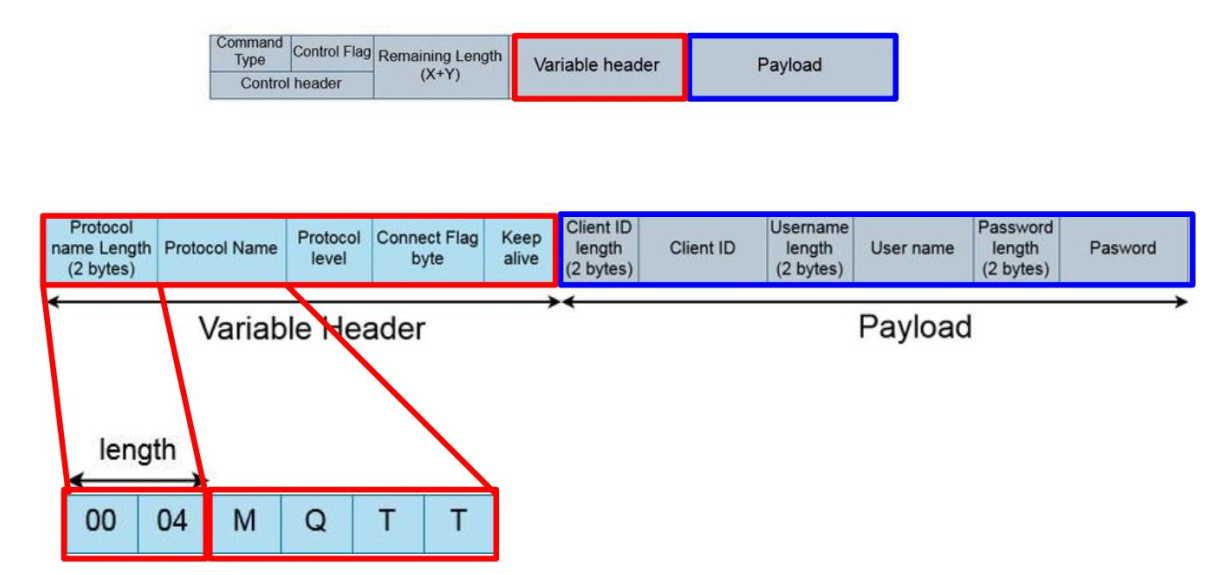 Command
Type
Control Flag
Control header
Remaining Length
(X+Y)
Variable header
Payload
Protocol
name Length
(2 bytes)
Protocol Name
Protocol
level
Connect Flag
byte
Keep
alive
Client ID
length
(2 bytes)
Client ID
Username
length
(2 bytes)
User name
Password
length
(2 bytes)
Pasword
Variable Header
Payload
length
00 04 M Q T T